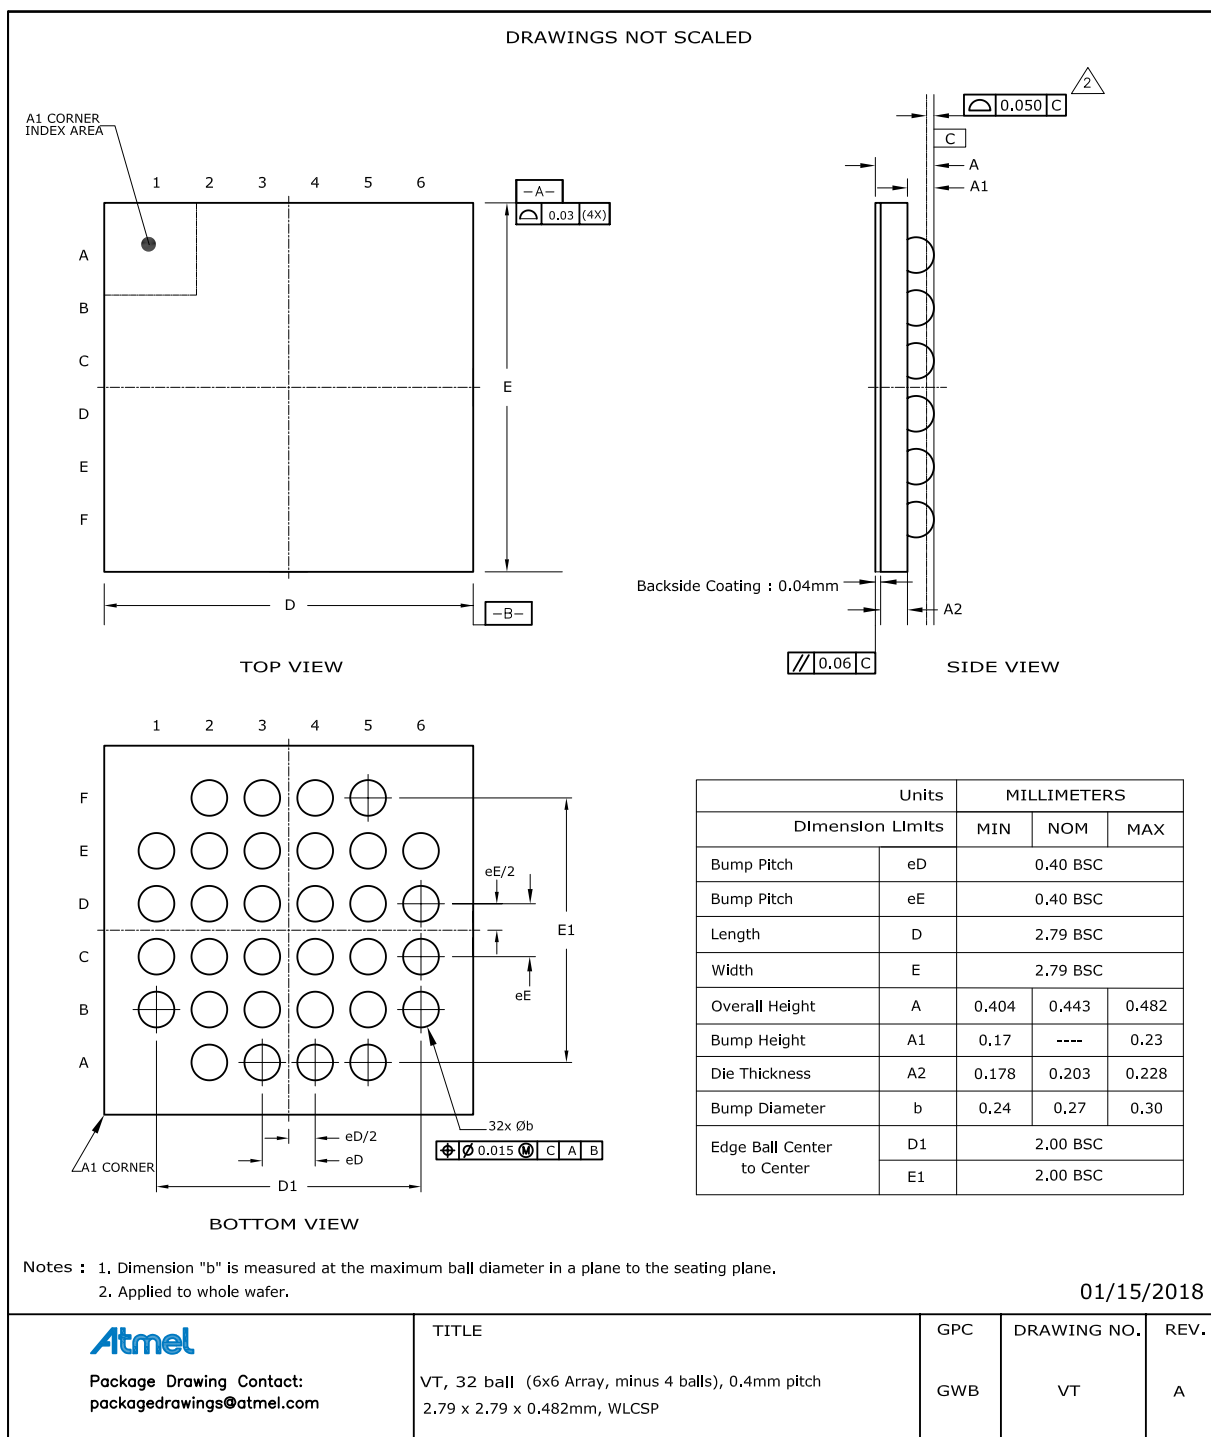 DRAWINGS NOT SCALED
A1 CORNER
INDEX AREA
1 2 3 4 5 6
A
B
C
D
E
F
-A-
0.03 (4X)
E
D
-B-
TOP VIEW
2
0.050 C
C
A
A1
Backside Coating : 0.04mm
A2
// 0.06 C
SIDE VIEW
1 2 3 4 5 6
F
E
D
C
B
A
eE/2
E1
eE
32x Øb
Ø 0.015 M C A B
eD/2
eD
D1
A1 CORNER
BOTTOM VIEW
Units MILLIMETERS
Dimension Limits MIN NOM MAX
Bump Pitch eD 0.40 BSC
Bump Pitch eE 0.40 BSC
Length D 2.79 BSC
Width E 2.79 BSC
Overall Height A 0.404 0.443 0.482
Bump Height A1 0.17 ---- 0.23
Die Thickness A2 0.178 0.203 0.228
Bump Diameter b 0.24 0.27 0.30
Edge Ball Center
to Center
D1 2.00 BSC
E1 2.00 BSC
Notes : 1. Dimension "b" is measured at the maximum ball diameter in a plane to the seating plane.
2. Applied to whole wafer.
01/15/2018
Atmel
Package Drawing Contact:
packagedrawings@atmel.com
TITLE
VT, 32 ball (6x6 Array, minus 4 balls), 0.4mm pitch
2.79 x 2.79 x 0.482mm, WLCSP
GPC
GWB
DRAWING NO.
VT
REV.
A